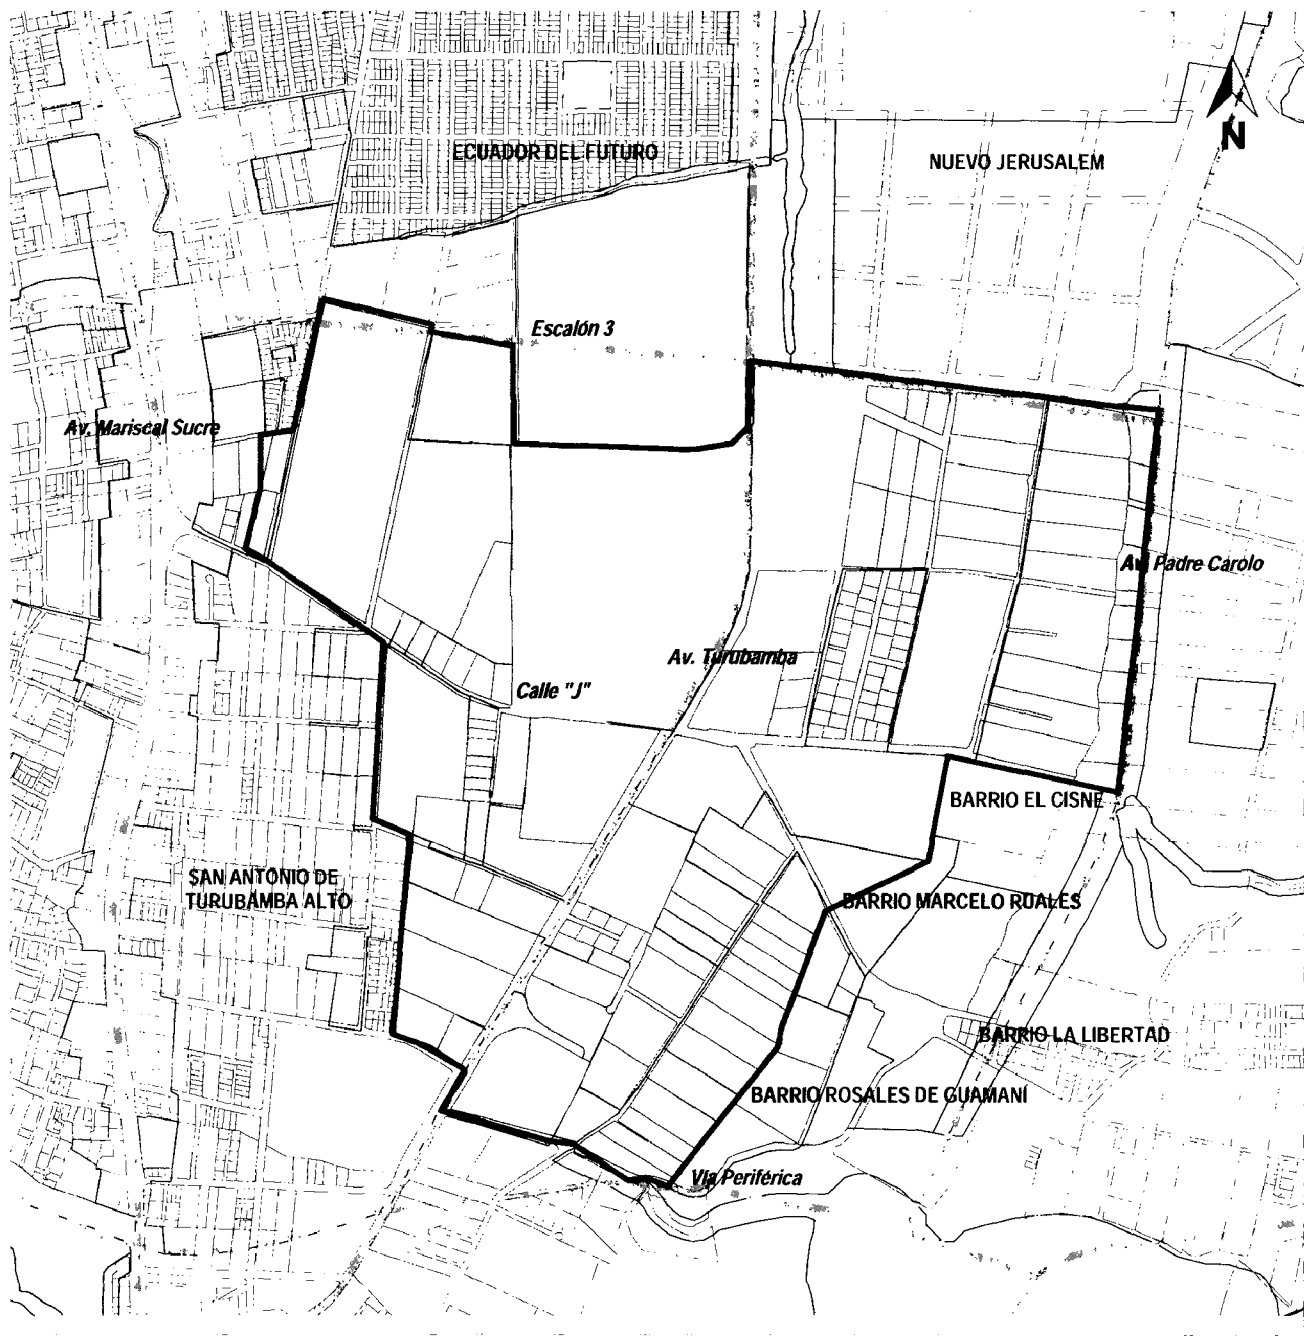 N
ECUADOR DEL FUTURO
NUEVO JERUSALEM
Escalón 3
Av. Mariscal Sucre
Av. Padre Carolo
Av. Turubamba
Calle "J"
BARRIO EL CISNE
SAN ANTONIO DE
TURUBAMBA ALTO
BARRIO MARCELO RUALES
BARRIO LA LIBERTAD
BARRIO ROSALES DE GUAMANÍ
Vía Periférica